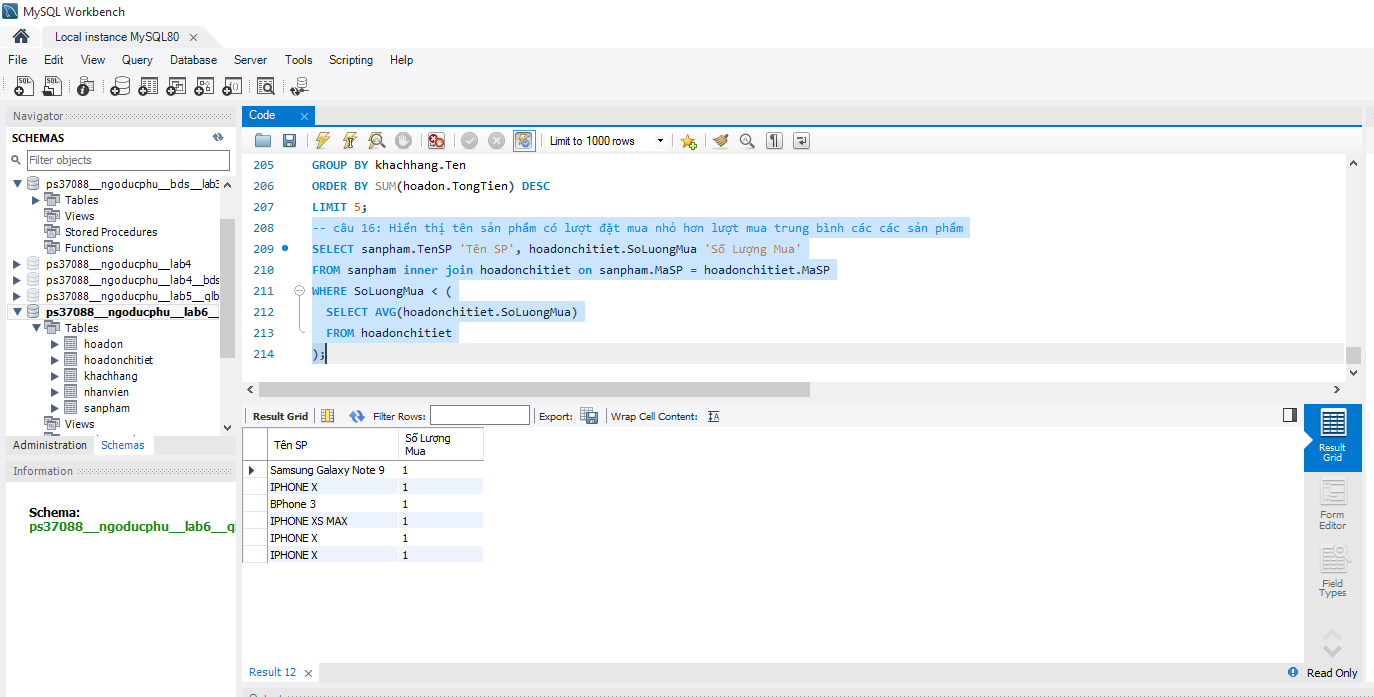 MySQL Workbench
Local instance MySQL80
File Edit View Query Database Server Tools Scripting Help
Navigator
SCHEMAS
Filter objects
ps37088__ngoducphu__bds__lab3
Tables
Views
Stored Procedures
Functions
ps37088__ngoducphu__lab4
ps37088__ngoducphu__lab4__bds
ps37088__ngoducphu__lab5__qlb
ps37088__ngoducphu__lab6__
Tables
hoadon
hoadonchitiet
khachhang
nhanvien
sanpham
Views
Administration Schemas
Information
Schema:
ps37088__ngoducphu__lab6__q
Code
Limit to 1000 rows
205 GROUP BY khachhang.Ten
206 ORDER BY SUM(hoadon.TongTien) DESC
207 LIMIT 5;
208 -- câu 16: Hiển thị tên sản phẩm có lượt đặt mua nhỏ hơn lượt mua trung bình các các sản phẩm
209 SELECT sanpham.TenSP 'Tên SP', hoadonchitiet.SoLuongMua 'Số Lượng Mua'
210 FROM sanpham inner join hoadonchitiet on sanpham.MaSP = hoadonchitiet.MaSP
211 WHERE SoLuongMua < (
212 SELECT AVG(hoadonchitiet.SoLuongMua)
213 FROM hoadonchitiet
214 );
Result Grid Filter Rows: Export: Wrap Cell Content:
Tên SP Số Lượng Mua
Samsung Galaxy Note 9 1
IPHONE X 1
BPhone 3 1
IPHONE XS MAX 1
IPHONE X 1
IPHONE X 1
Result Grid
Form Editor
Field Types
Result 12
Read Only